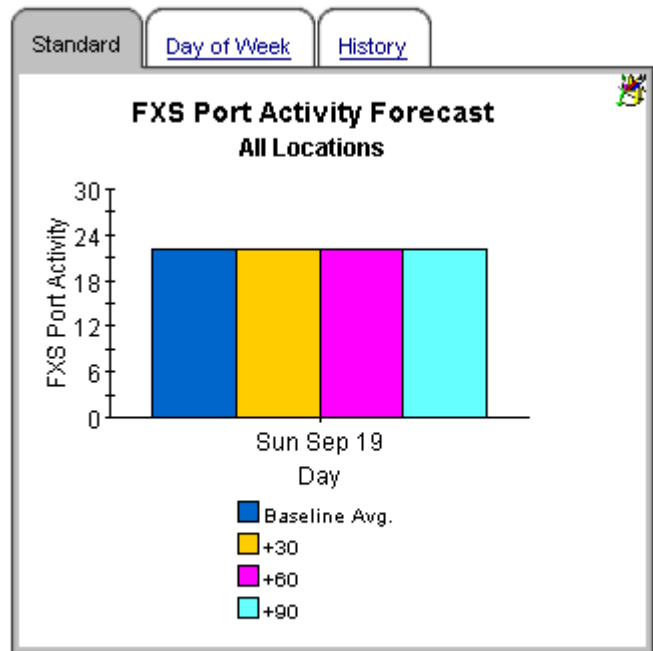 Standard
Day of Week
History
FXS Port Activity Forecast
All Locations
FXS Port Activity
30
24
18
12
6
0
Sun Sep 19
Day
Baseline Avg.
+30
+60
+90